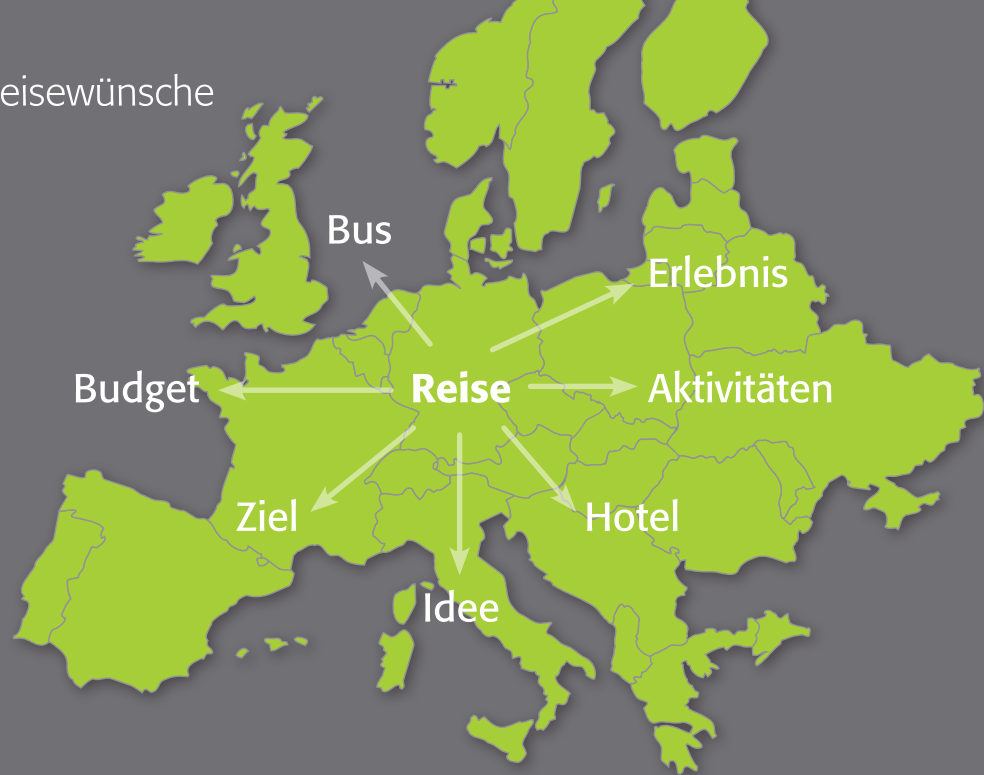 eisewünsche
Bus
Erlebnis
Budget
Reise
Aktivitäten
Ziel
Hotel
Idee